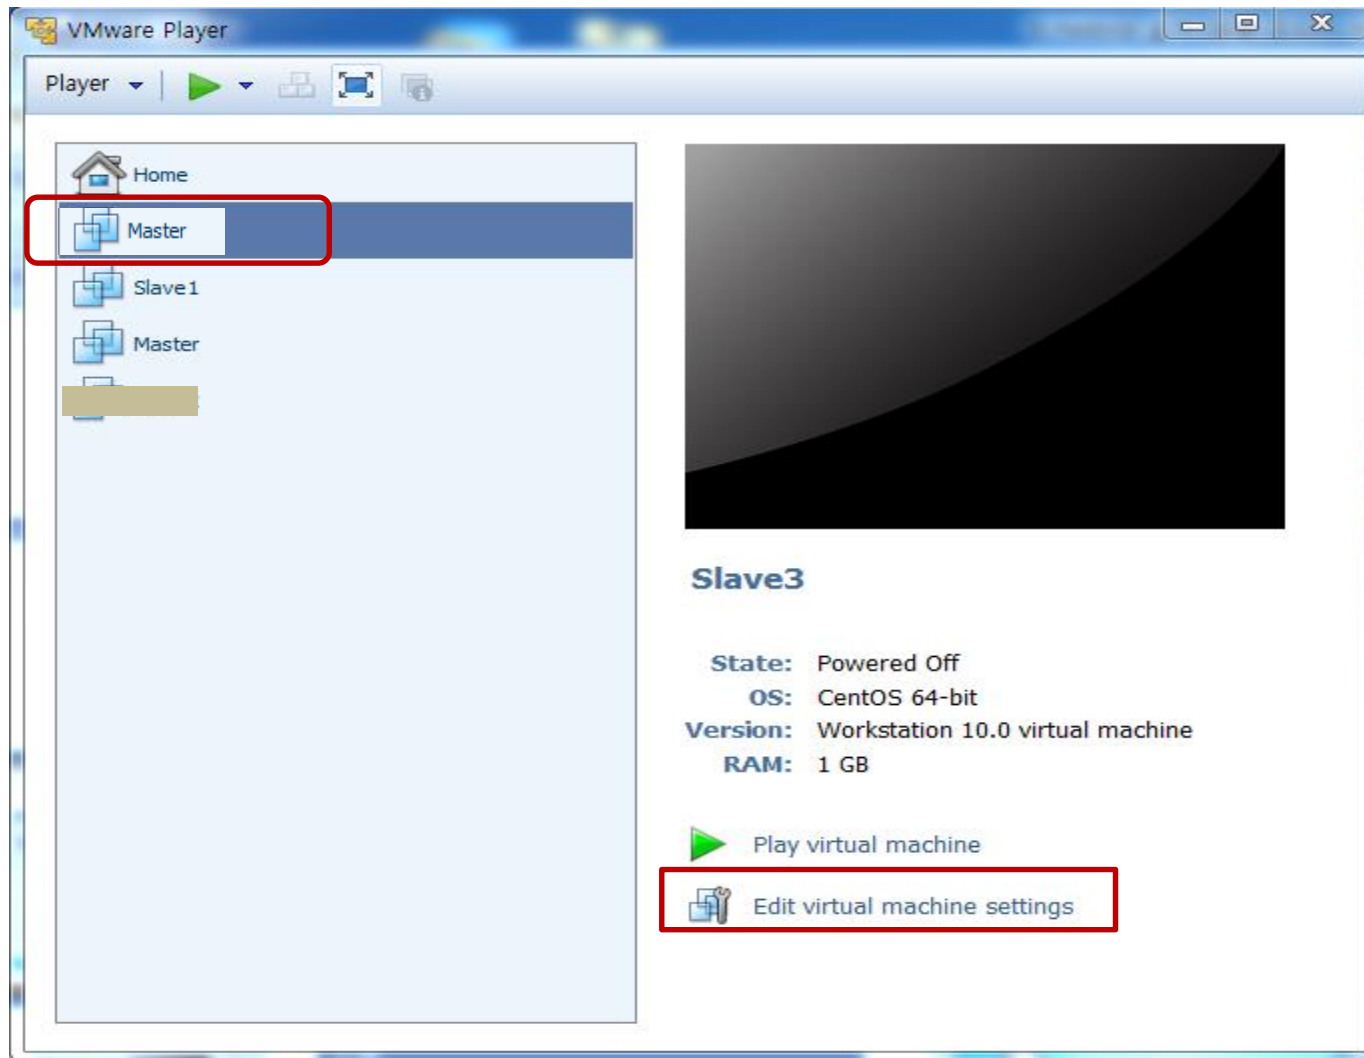 VMware Player
Player
Home
Master
Slave1
Master
Slave3
State: Powered Off
OS: CentOS 64-bit
Version: Workstation 10.0 virtual machine
RAM: 1 GB
Play virtual machine
Edit virtual machine settings